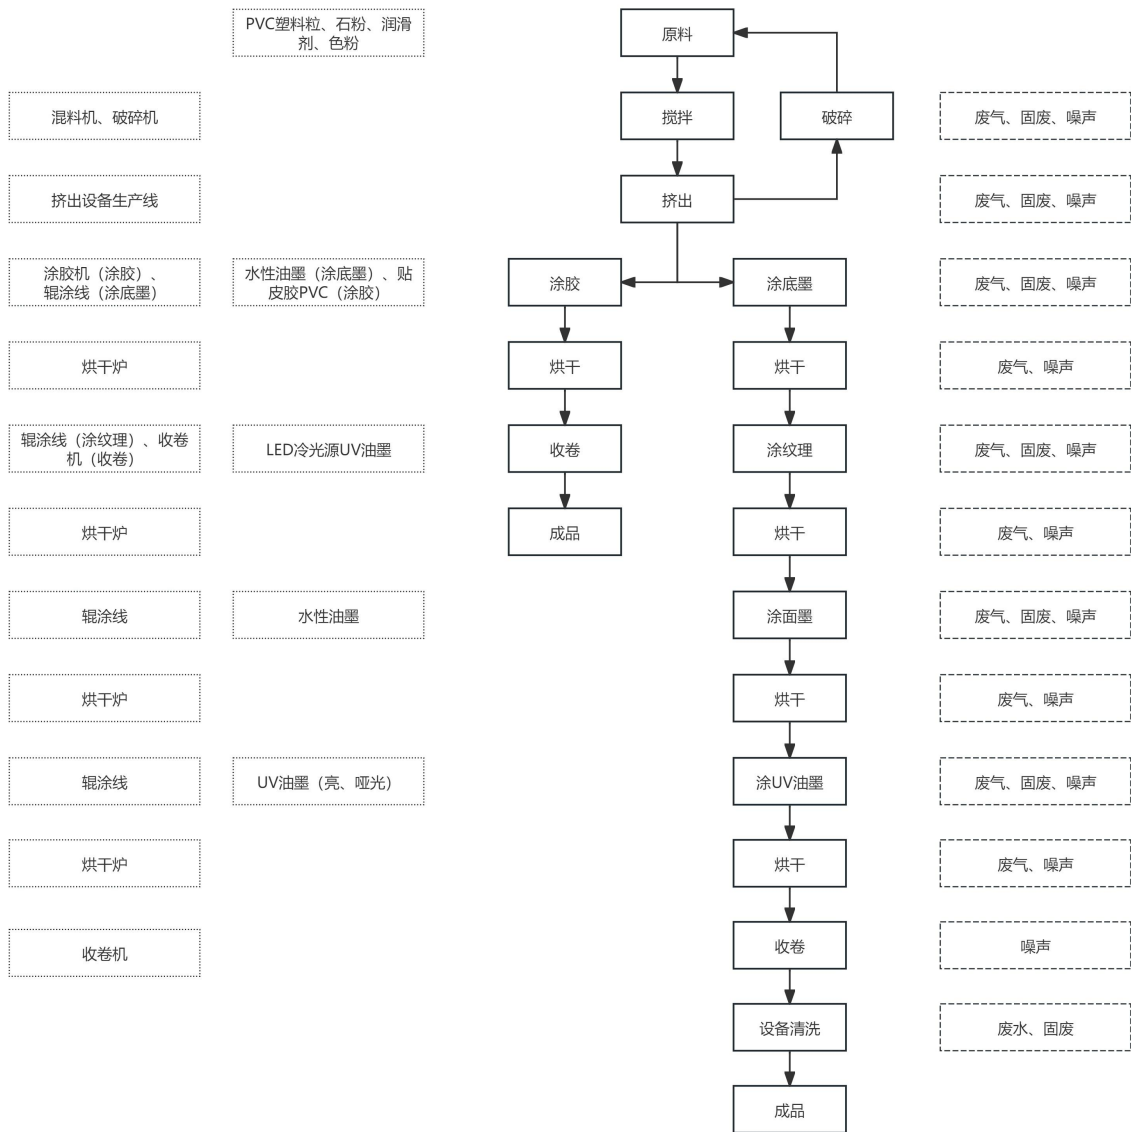 PVC塑料粒、石粉、润滑
剂、色粉
原料
混料机、破碎机
搅拌
破碎
废气、固废、噪声
挤出设备生产线
挤出
废气、固废、噪声
涂胶机（涂胶）、
辊涂线（涂底墨）
水性油墨（涂底墨）、贴
皮胶PVC（涂胶）
涂胶
涂底墨
废气、固废、噪声
烘干炉
烘干
烘干
废气、噪声
辊涂线（涂纹理）、收卷
机（收卷）
LED冷光源UV油墨
收卷
涂纹理
废气、固废、噪声
烘干炉
成品
烘干
废气、噪声
辊涂线
水性油墨
涂面墨
废气、固废、噪声
烘干炉
烘干
废气、噪声
辊涂线
UV油墨（亮、哑光）
涂UV油墨
废气、固废、噪声
烘干炉
烘干
废气、噪声
收卷机
收卷
噪声
设备清洗
废水、固废
成品